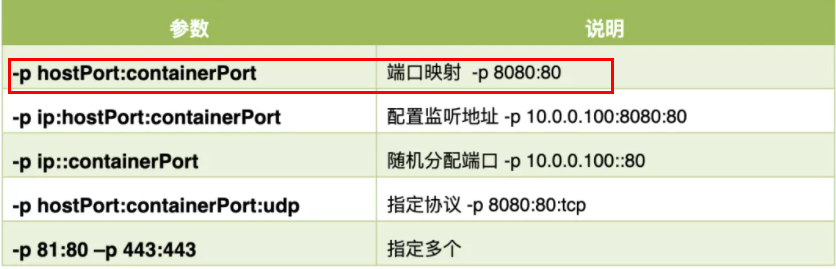 参数 说明
-p hostPort:containerPort 端口映射 -p 8080:80
-p ip:hostPort:containerPort 配置监听地址 -p 10.0.0.100:8080:80
-p ip::containerPort 随机分配端口 -p 10.0.0.100::80
-p hostPort:containerPort:udp 指定协议 -p 8080:80:tcp
-p 81:80 –p 443:443 指定多个